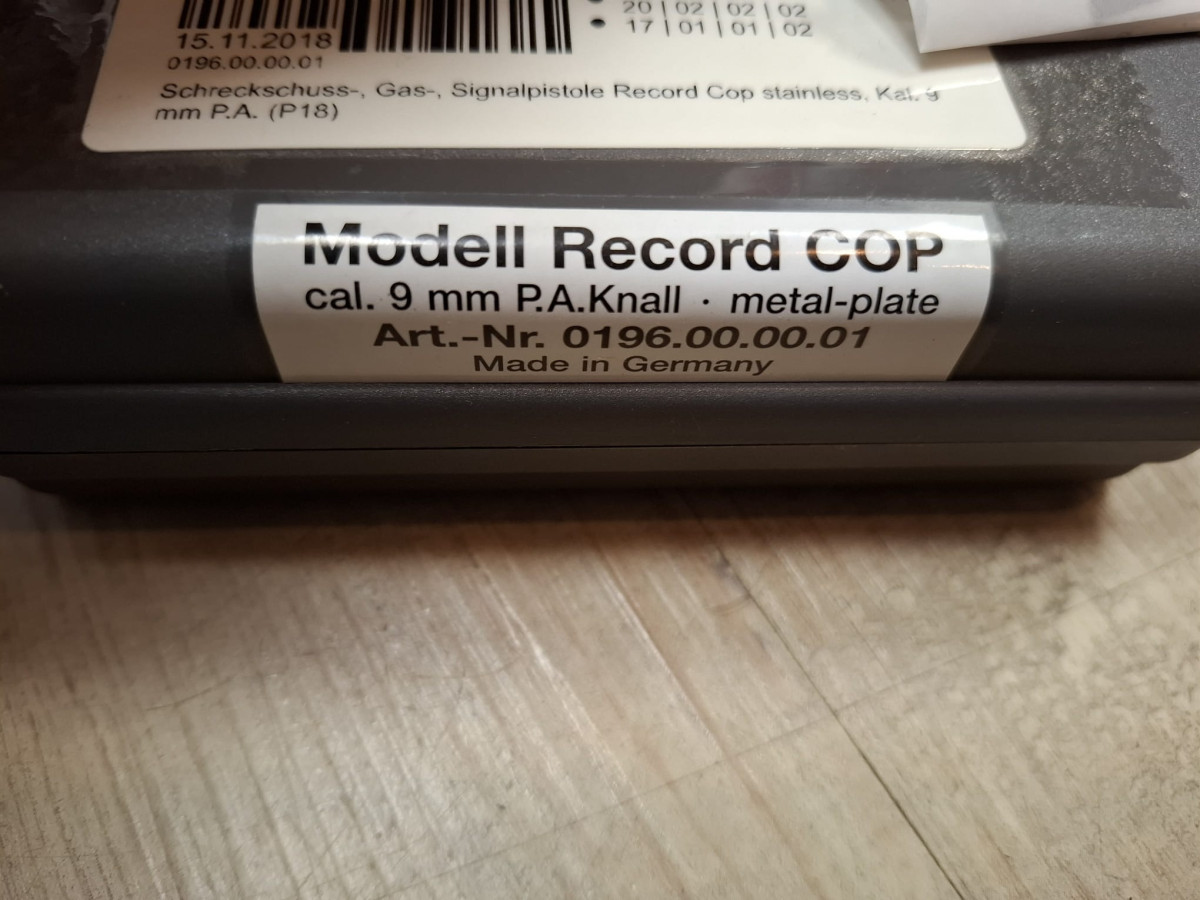 20 | 02 | 02 | 02
17 | 01 | 01 | 02
15.11.2018
0196.00.00.01
Schreckschuss-, Gas-, Signalpistole Record Cop stainless, Kal. 9
mm P.A. (P18)
Modell Record COP
cal. 9 mm P.A.Knall · metal-plate
Art.-Nr. 0196.00.00.01
Made in Germany